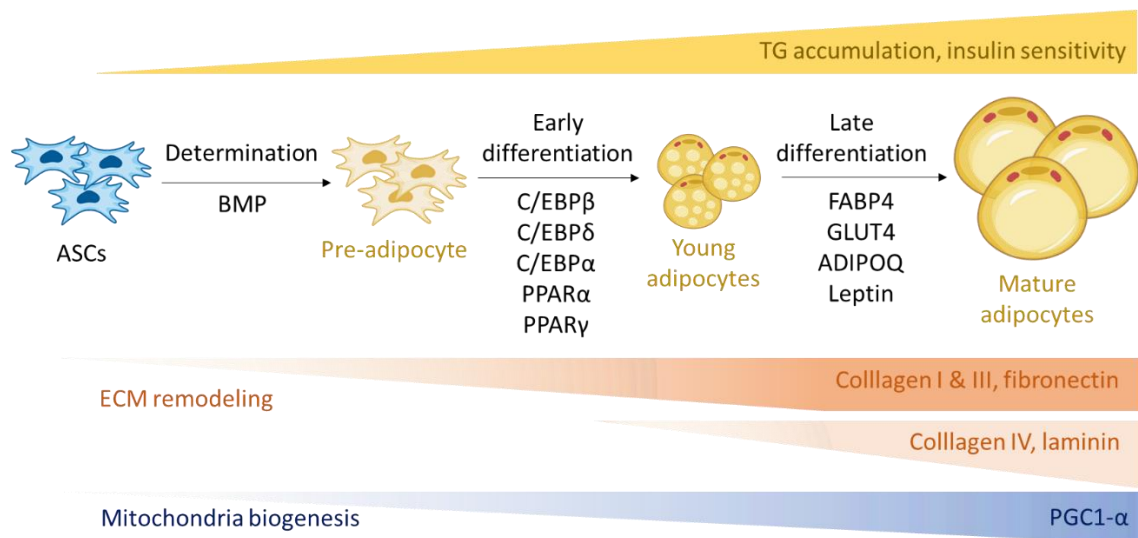 TG accumulation, insulin sensitivity
Determination
BMP
Early
differentiation
C/EBPβ
C/EBPδ
C/EBPα
PPARα
PPARγ
Late
differentiation
FABP4
GLUT4
ADIPOQ
Leptin
ASCs
Pre-adipocyte
Young
adipocytes
Mature
adipocytes
ECM remodeling
Colllagen I & III, fibronectin
Colllagen IV, laminin
Mitochondria biogenesis
PGC1-α